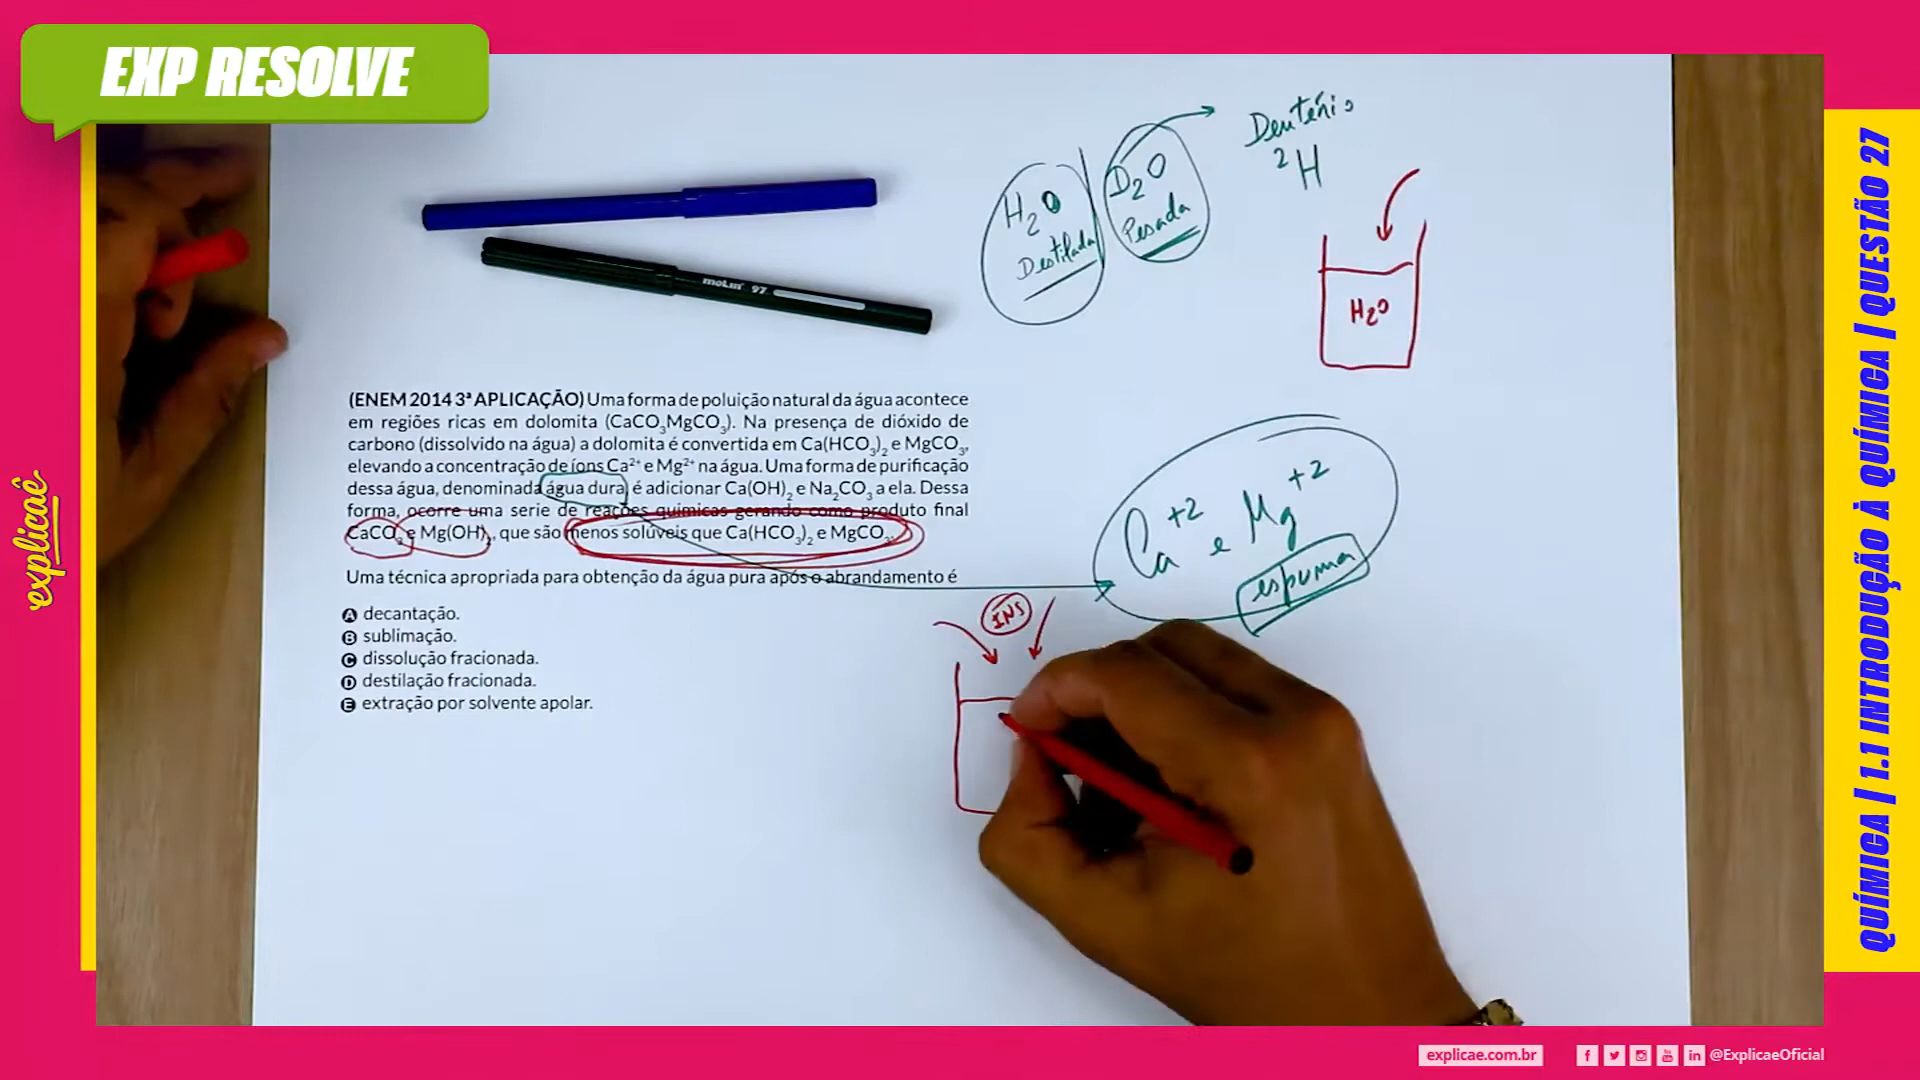 EXP RESOLVE
explicaê
QUÍMICA | 1.1 INTRODUÇÃO À QUÍMICA | QUESTÃO 27
molin 97
H2O
Destilada
D2O
Pesada
Deutério
²H
H2O
(ENEM 2014 3ª APLICAÇÃO) Uma forma de poluição natural da água acontece
em regiões ricas em dolomita (CaCO₃MgCO₃). Na presença de dióxido de
carbono (dissolvido na água) a dolomita é convertida em Ca(HCO₃)₂ e MgCO₃,
elevando a concentração de íons Ca²⁺ e Mg²⁺ na água. Uma forma de purificação
dessa água, denominada água dura, é adicionar Ca(OH)₂ e Na₂CO₃ a ela. Dessa
forma, ocorre uma serie de reações químicas gerando como produto final
CaCO₃ e Mg(OH)₂, que são menos solúveis que Ca(HCO₃)₂ e MgCO₃.
Uma técnica apropriada para obtenção da água pura após o abrandamento é
A decantação.
B sublimação.
C dissolução fracionada.
D destilação fracionada.
E extração por solvente apolar.
Ca+2 e Mg+2
espuma
INS
explicae.com.br
@ExplicaeOficial